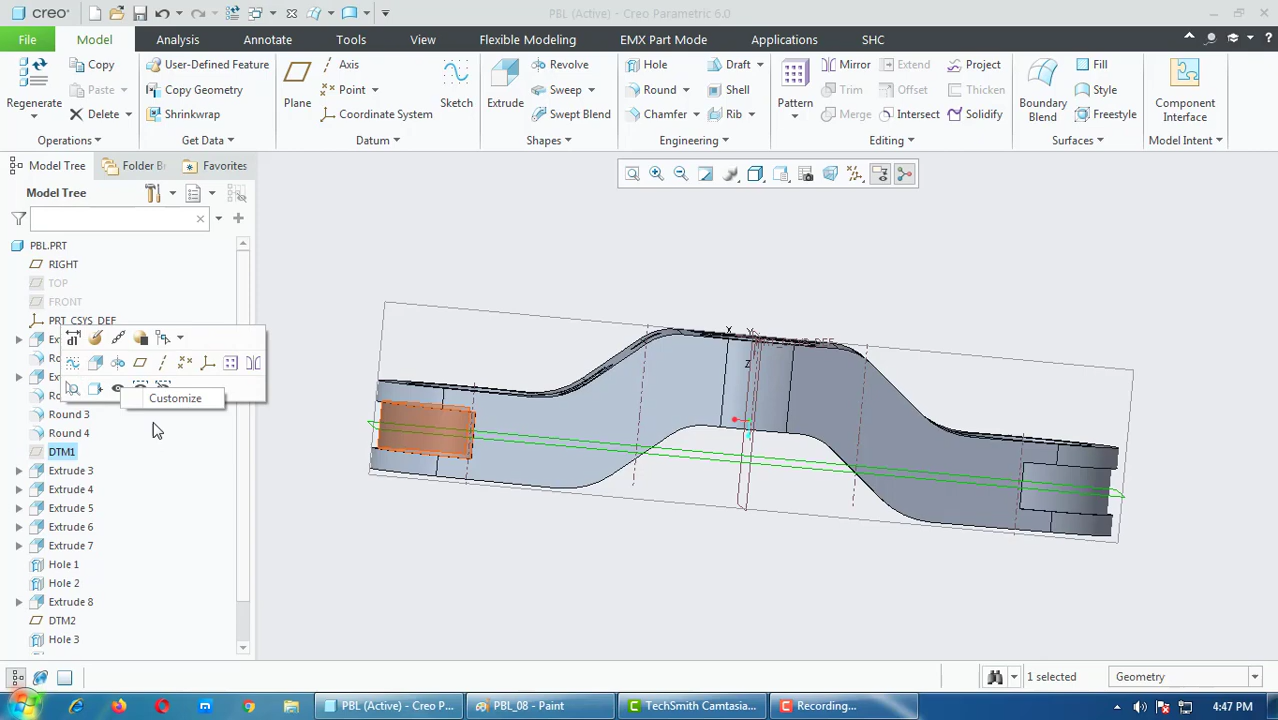 creo
PBL (Active) - Creo Parametric 6.0
File
Model
Analysis
Annotate
Tools
View
Flexible Modeling
EMX Part Mode
Applications
SHC
Regenerate
Copy
Paste
Delete
Operations
User-Defined Feature
Copy Geometry
Shrinkwrap
Get Data
Plane
Axis
Point
Coordinate System
Sketch
Datum
Extrude
Revolve
Sweep
Swept Blend
Shapes
Hole
Round
Chamfer
Draft
Shell
Rib
Engineering
Pattern
Mirror
Trim
Merge
Extend
Offset
Intersect
Project
Thicken
Solidify
Editing
Boundary Blend
Fill
Style
Freestyle
Surfaces
Component Interface
Model Intent
Model Tree
Folder Br
Favorites
Model Tree
PBL.PRT
RIGHT
TOP
FRONT
PRT_CSYS_DEF
Ex
Ro
Ex
Ro
Customize
Round 3
Round 4
DTM1
Extrude 3
Extrude 4
Extrude 5
Extrude 6
Extrude 7
Hole 1
Hole 2
Extrude 8
DTM2
Hole 3
X
Y
Z
1 selected
Geometry
PBL (Active) - Creo P...
PBL_08 - Paint
TechSmith Camtasia...
Recording...
4:47 PM